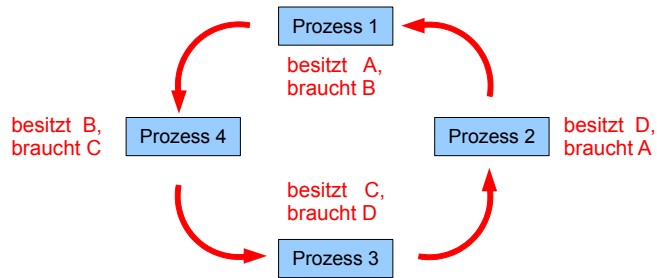 Prozess 1
besitzt A,
braucht B
besitzt B,
braucht C
Prozess 4
Prozess 2
besitzt D,
braucht A
besitzt C,
braucht D
Prozess 3